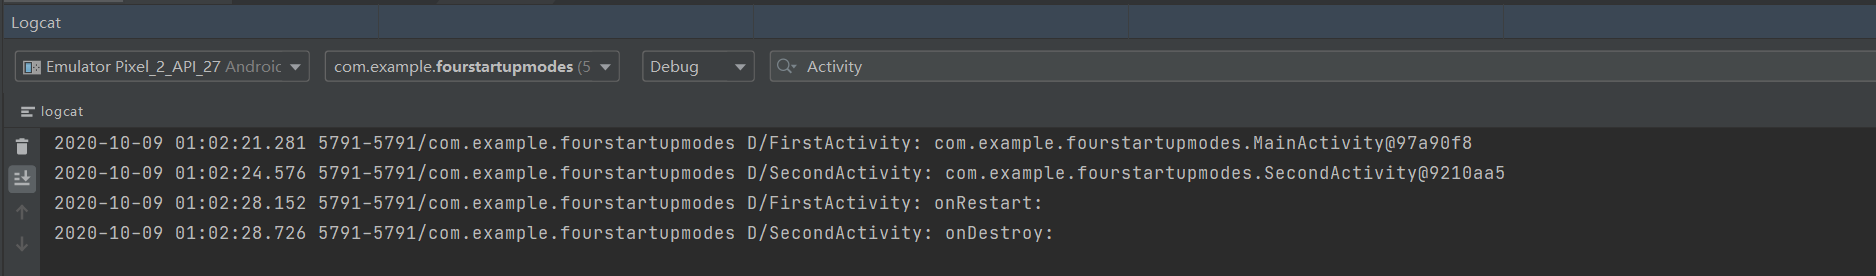 Logcat
Emulator Pixel_2_API_27 Androic
com.example.fourstartupmodes (5
Debug
Activity
logcat
2020-10-09 01:02:21.281 5791-5791/com.example.fourstartupmodes D/FirstActivity: com.example.fourstartupmodes.MainActivity@97a90f8
2020-10-09 01:02:24.576 5791-5791/com.example.fourstartupmodes D/SecondActivity: com.example.fourstartupmodes.SecondActivity@9210aa5
2020-10-09 01:02:28.152 5791-5791/com.example.fourstartupmodes D/FirstActivity: onRestart:
2020-10-09 01:02:28.726 5791-5791/com.example.fourstartupmodes D/SecondActivity: onDestroy: